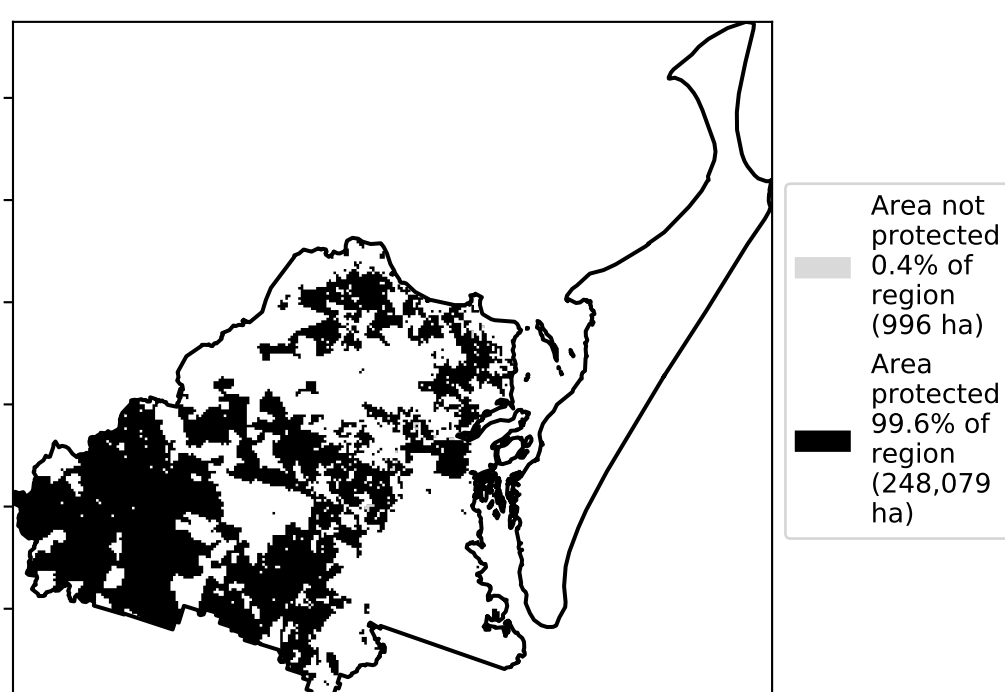 Area not
protected
0.4% of
region
(996 ha)
Area
protected
99.6% of
region
(248,079
ha)